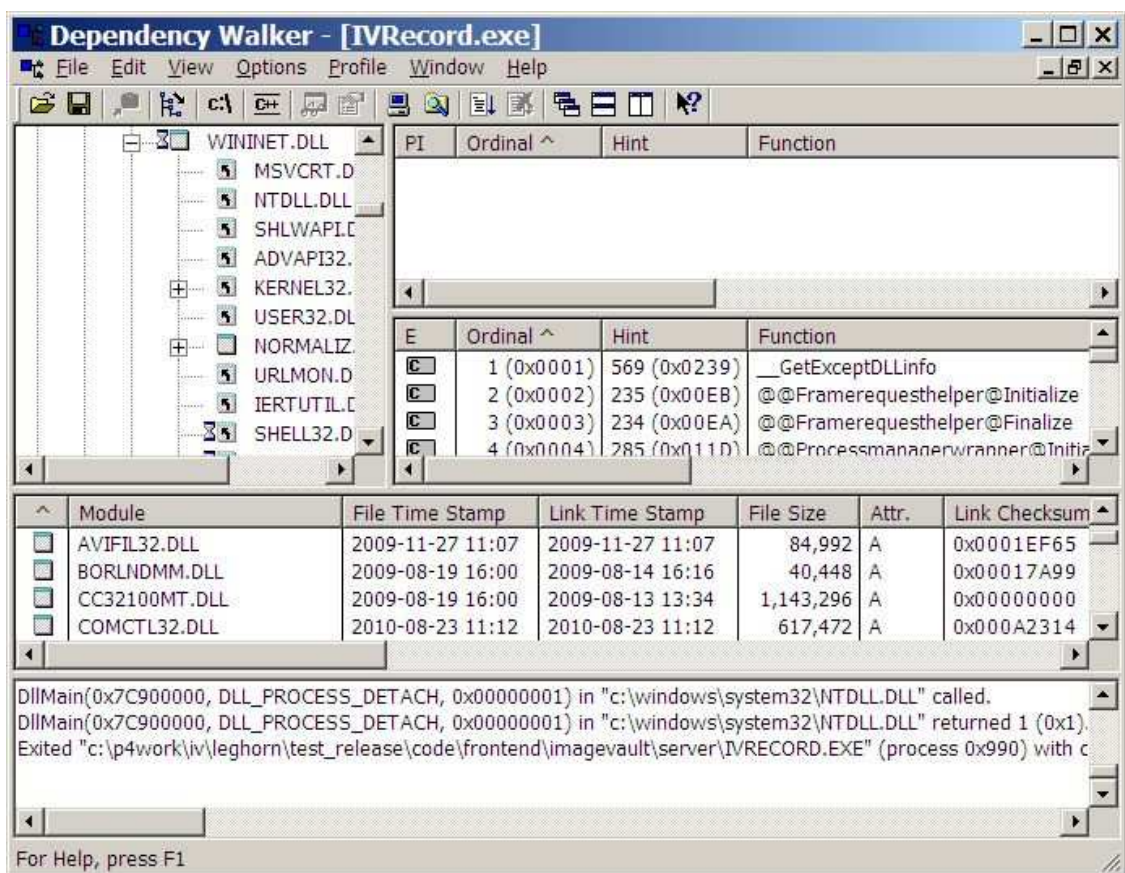 Dependency Walker - [IVRecord.exe]
File Edit View Options Profile Window Help
C:\ C++
WININET.DLL
MSVCRT.D
NTDLL.DLL
SHLWAPI.D
ADVAPI32.
KERNEL32.
USER32.DL
NORMALIZ.
URLMON.D
IERTUTIL.D
SHELL32.D
PI Ordinal ^ Hint Function
E Ordinal ^ Hint Function
C 1 (0x0001) 569 (0x0239) __GetExceptDLLinfo
C 2 (0x0002) 235 (0x00EB) @@Framerequesthelper@Initialize
C 3 (0x0003) 234 (0x00EA) @@Framerequesthelper@Finalize
C 4 (0x0004) 285 (0x011D) @@Processmanagerwrapper@Initia
^ Module File Time Stamp Link Time Stamp File Size Attr. Link Checksum
AVIFIL32.DLL 2009-11-27 11:07 2009-11-27 11:07 84,992 A 0x0001EF65
BORLNDMM.DLL 2009-08-19 16:00 2009-08-14 16:16 40,448 A 0x00017A99
CC32100MT.DLL 2009-08-19 16:00 2009-08-13 13:34 1,143,296 A 0x00000000
COMCTL32.DLL 2010-08-23 11:12 2010-08-23 11:12 617,472 A 0x000A2314
DllMain(0x7C900000, DLL_PROCESS_DETACH, 0x00000001) in "c:\windows\system32\NTDLL.DLL" called.
DllMain(0x7C900000, DLL_PROCESS_DETACH, 0x00000001) in "c:\windows\system32\NTDLL.DLL" returned 1 (0x1).
Exited "c:\p4work\iv\leghorn\test_release\code\frontend\imagevault\server\IVRECORD.EXE" (process 0x990) with c
For Help, press F1